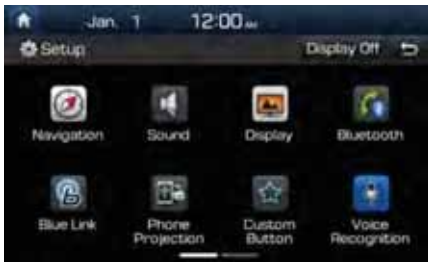 Jan. 1 12:00 AM
Setup Display Off
Navigation Sound Display Bluetooth
Blue Link Phone Projection Custom Button Voice Recognition